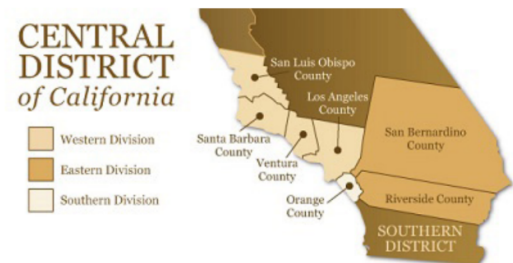 CENTRAL
DISTRICT
of California
Western Division
Eastern Division
Southern Division
San Luis Obispo
County
Los Angeles
County
Santa Barbara
County
Ventura
County
San Bernardino
County
Orange
County
Riverside County
SOUTHERN
DISTRICT